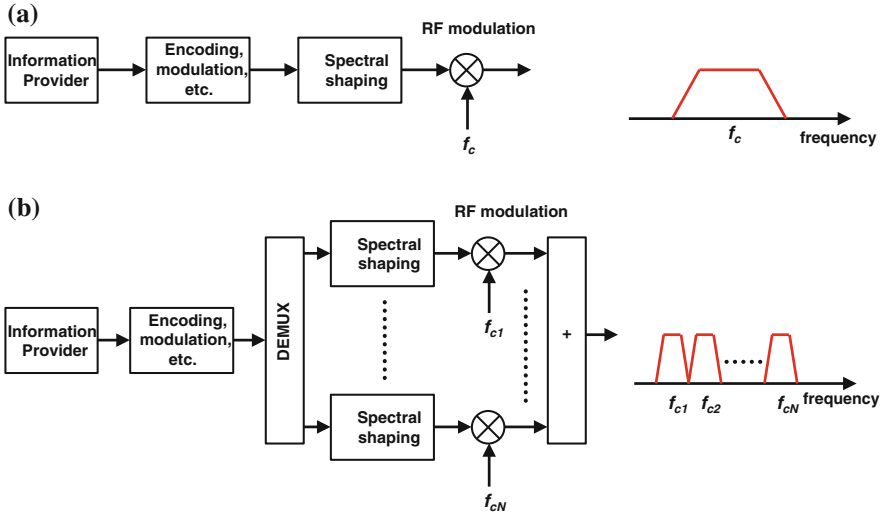 (a)
RF modulation
Information
Provider
Encoding,
modulation,
etc.
Spectral
shaping
fc
fc
frequency
(b)
RF modulation
Information
Provider
Encoding,
modulation,
etc.
DEMUX
Spectral
shaping
fc1
+
Spectral
shaping
fcN
fc1
fc2
fcN
frequency